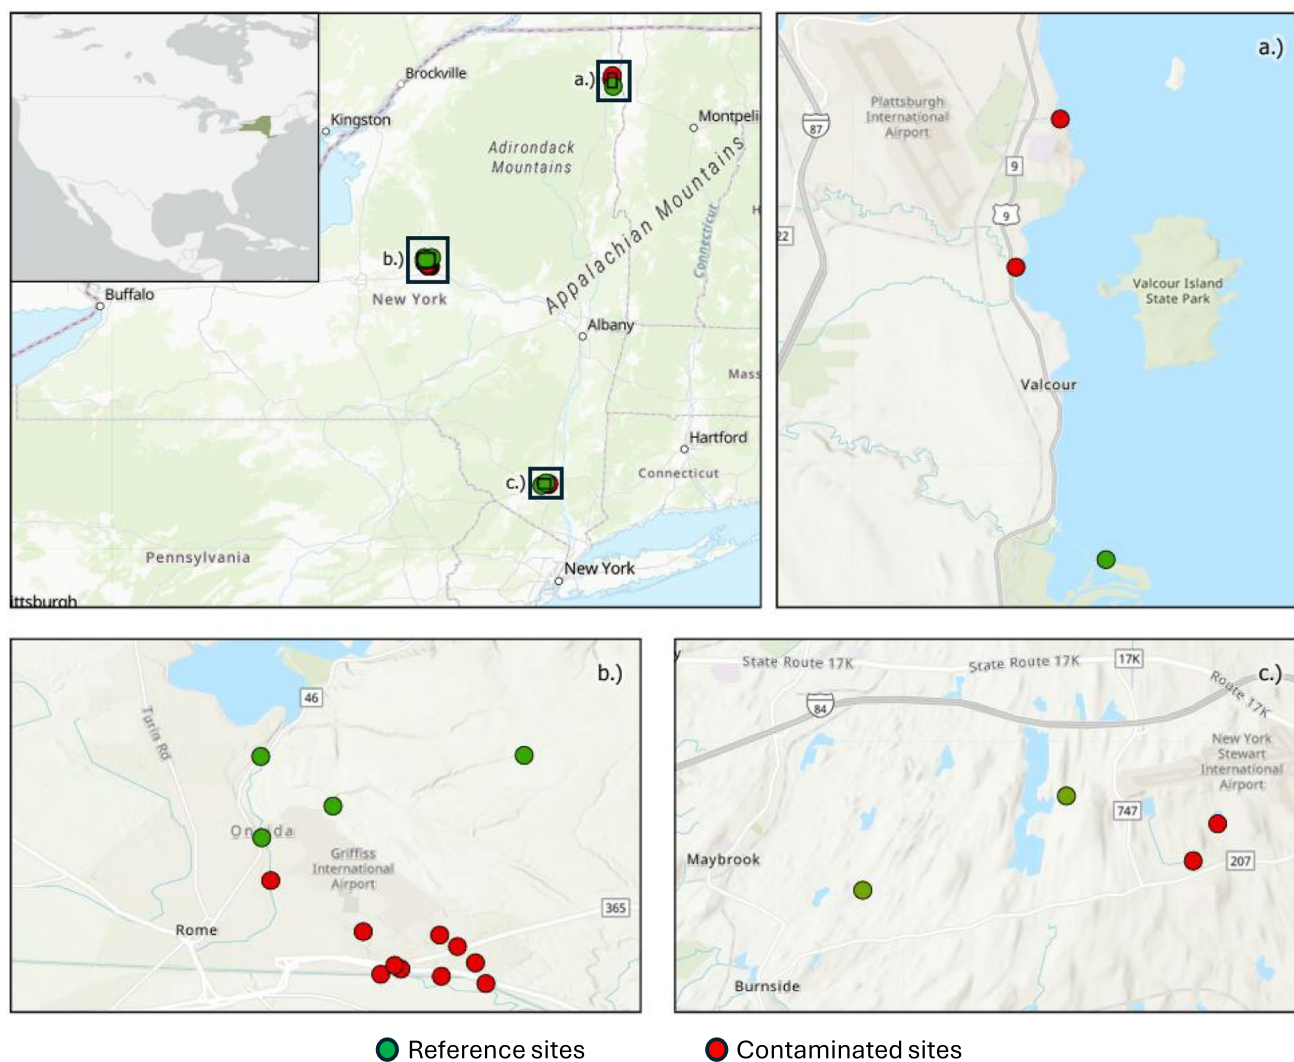 Brockville
Kingston
a.)
Montpeli
Adirondack
Mountains
Appalachian Mountains
Connecticut
H
b.)
New York
Buffalo
Albany
Mass
Hartford
c.)
Connecticut
Pennsylvania
New York
ittsburgh
a.)
Plattsburgh
International
Airport
87
9
9
22
Valcour Island
State Park
Valcour
b.)
46
Turin Rd
Oneida
Griffiss
International
Airport
365
Rome
y
State Route 17K
State Route 17K
17K
c.)
Route 17K
84
New York
Stewart
International
Airport
747
Maybrook
207
Burnside
Reference sites
Contaminated sites